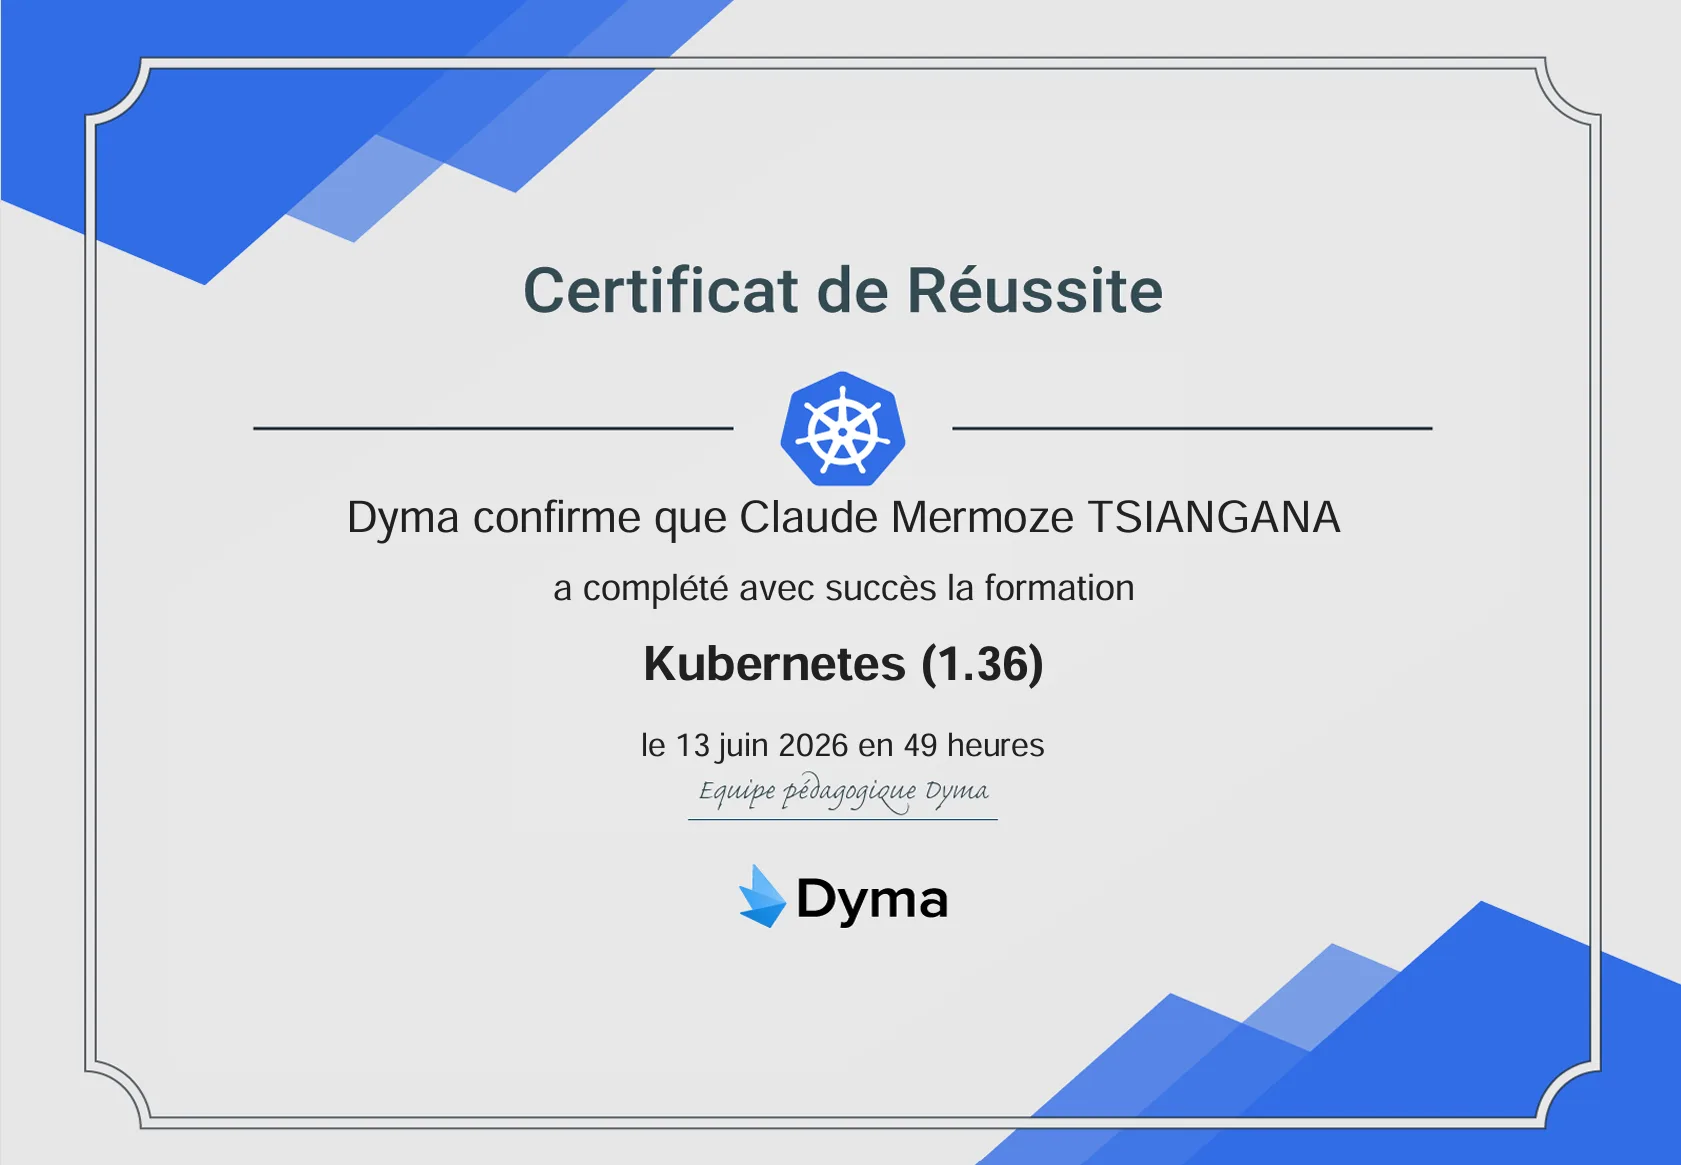 Certificat de Réussite
Dyma confirme que Claude Mermoze TSIANGANA
a complété avec succès la formation
Kubernetes (1.36)
le 13 juin 2026 en 49 heures
Equipe pédagogique Dyma
Dyma